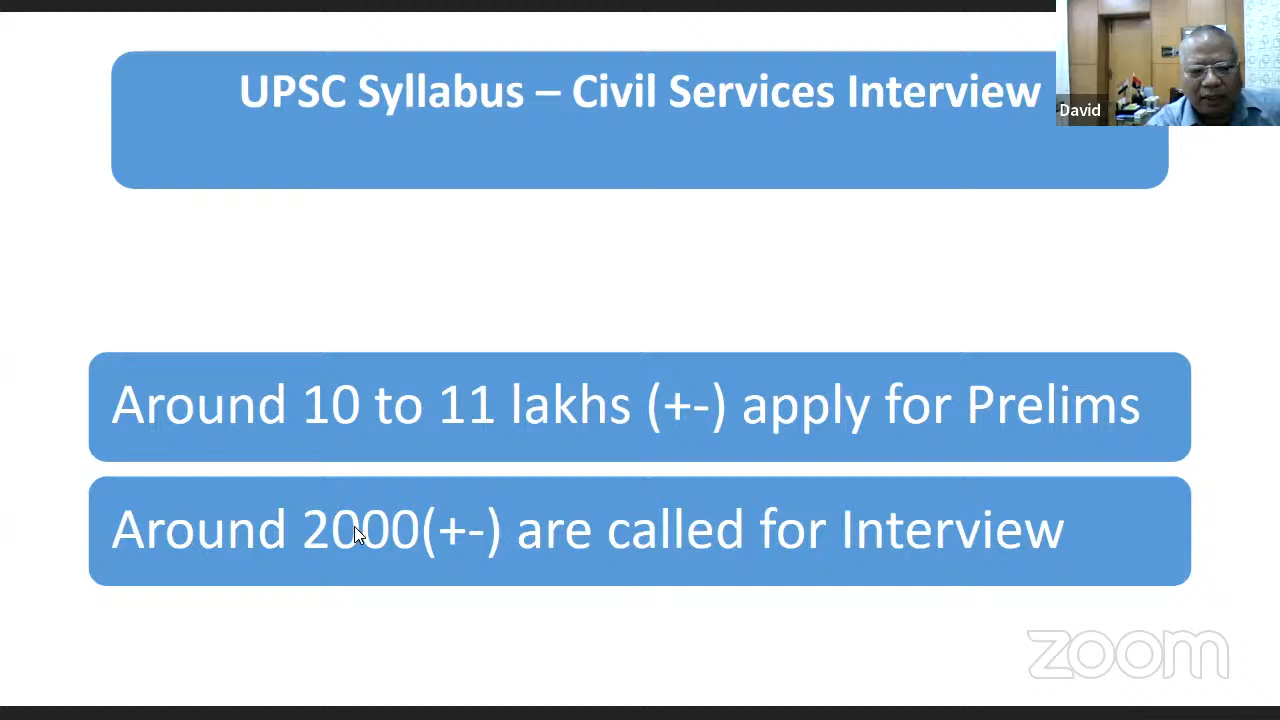 UPSC Syllabus – Civil Services Interview
David
Around 10 to 11 lakhs (+-) apply for Prelims
Around 2000(+-) are called for Interview
zoom